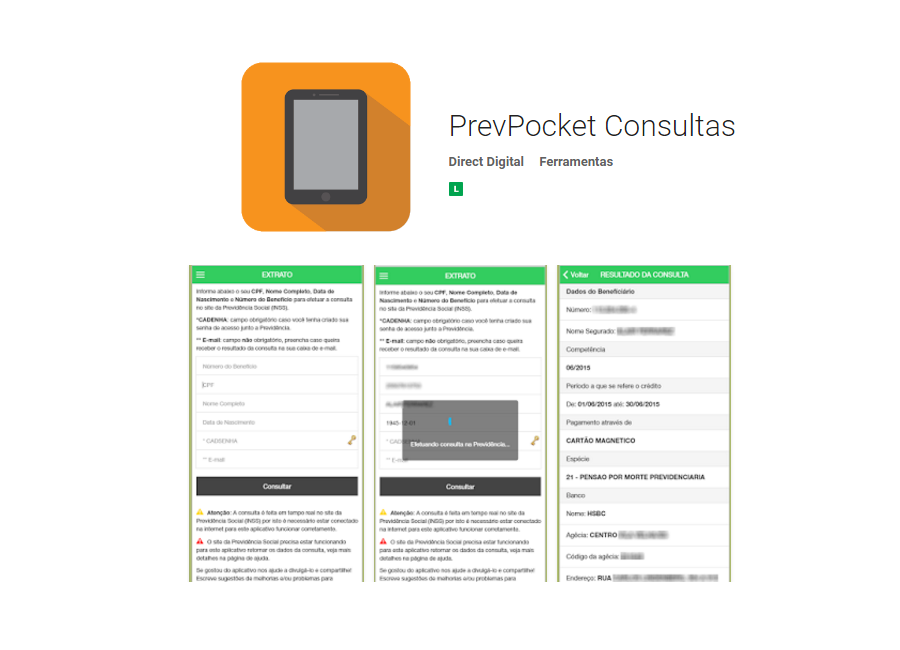 PrevPocket Consultas
Direct Digital Ferramentas
L
EXTRATO
Informe abaixo o seu CPF, Nome Completo, Data de
Nascimento e Número do Benefício para efetuar a consulta
no site da Previdência Social (INSS).
*CADENHA: campo obrigatório caso você tenha criado sua
senha de acesso junto a Previdência.
** E-mail: campo não obrigatório, preencha caso queira
receber o resultado da consulta na sua caixa de e-mail.
Número do Benefício
CPF
Nome Completo
Data de Nascimento
* CADSENHA
** E-mail
Consultar
Atenção: A consulta é feita em tempo real no site da
Previdência Social (INSS) por isto é necessário estar conectado
na internet para este aplicativo funcionar corretamente.
O site da Previdência Social precisa estar funcionando
para este aplicativo retornar os dados da consulta, veja mais
detalhes na página de ajuda.
Se gostou do aplicativo nos ajude a divulgá-lo e compartilhe!
Escreve sugestões de melhorias e/ou problemas para
EXTRATO
Informe abaixo o seu CPF, Nome Completo, Data de
Nascimento e Número do Benefício para efetuar a consulta
no site da Previdência Social (INSS).
*CADENHA: campo obrigatório caso você tenha criado sua
senha de acesso junto a Previdência.
** E-mail: campo não obrigatório, preencha caso queira
receber o resultado da consulta na sua caixa de e-mail.
1945-12-01
* CADSENHA
Efetuando consulta na Previdência...
** E-mail
Consultar
Atenção: A consulta é feita em tempo real no site da
Previdência Social (INSS) por isto é necessário estar conectado
na internet para este aplicativo funcionar corretamente.
O site da Previdência Social precisa estar funcionando
para este aplicativo retornar os dados da consulta, veja mais
detalhes na página de ajuda.
Se gostou do aplicativo nos ajude a divulgá-lo e compartilhe!
Escreve sugestões de melhorias e/ou problemas para
Voltar RESULTADO DA CONSULTA
Dados do Beneficiário
Número:
Nome Segurado:
Competência
06/2015
Período a que se refere o crédito
De: 01/06/2015 até: 30/06/2015
Pagamento através de
CARTÃO MAGNETICO
Espécie
21 - PENSAO POR MORTE PREVIDENCIARIA
Banco
Nome: HSBC
Agêcia: CENTRO
Código da agêcia:
Endereço: RUA